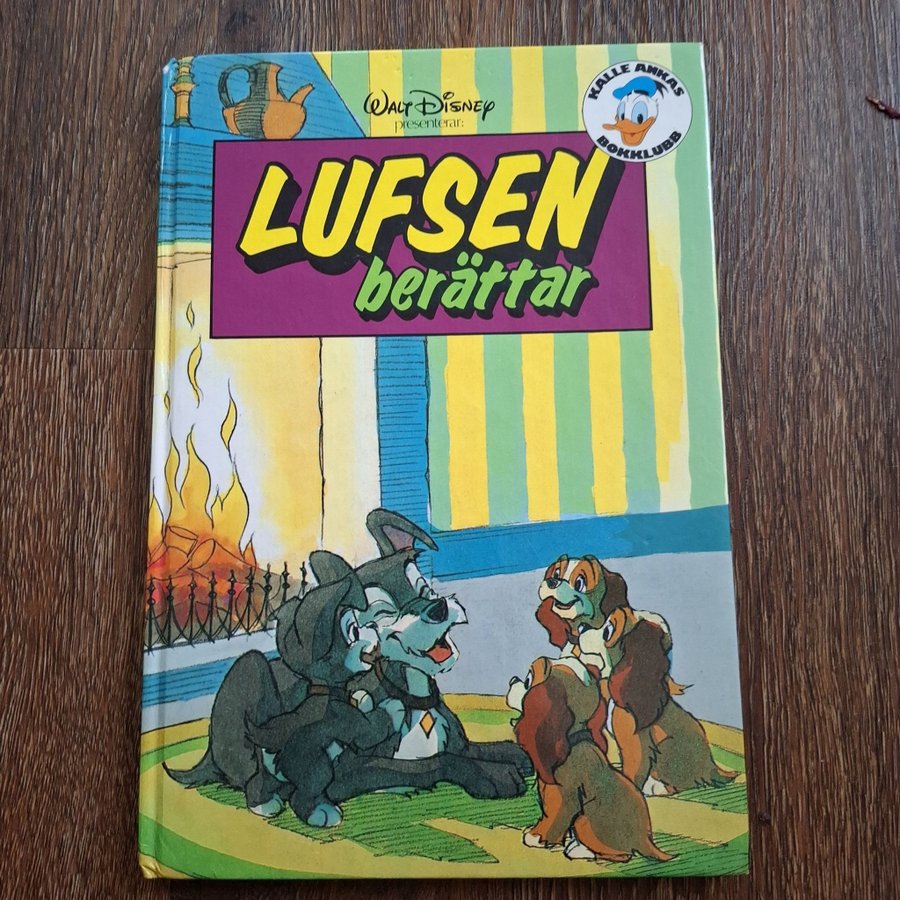 Walt Disney
presenterar:
KALLE ANKAS
BOKKLUBB
LUFSEN
berättar